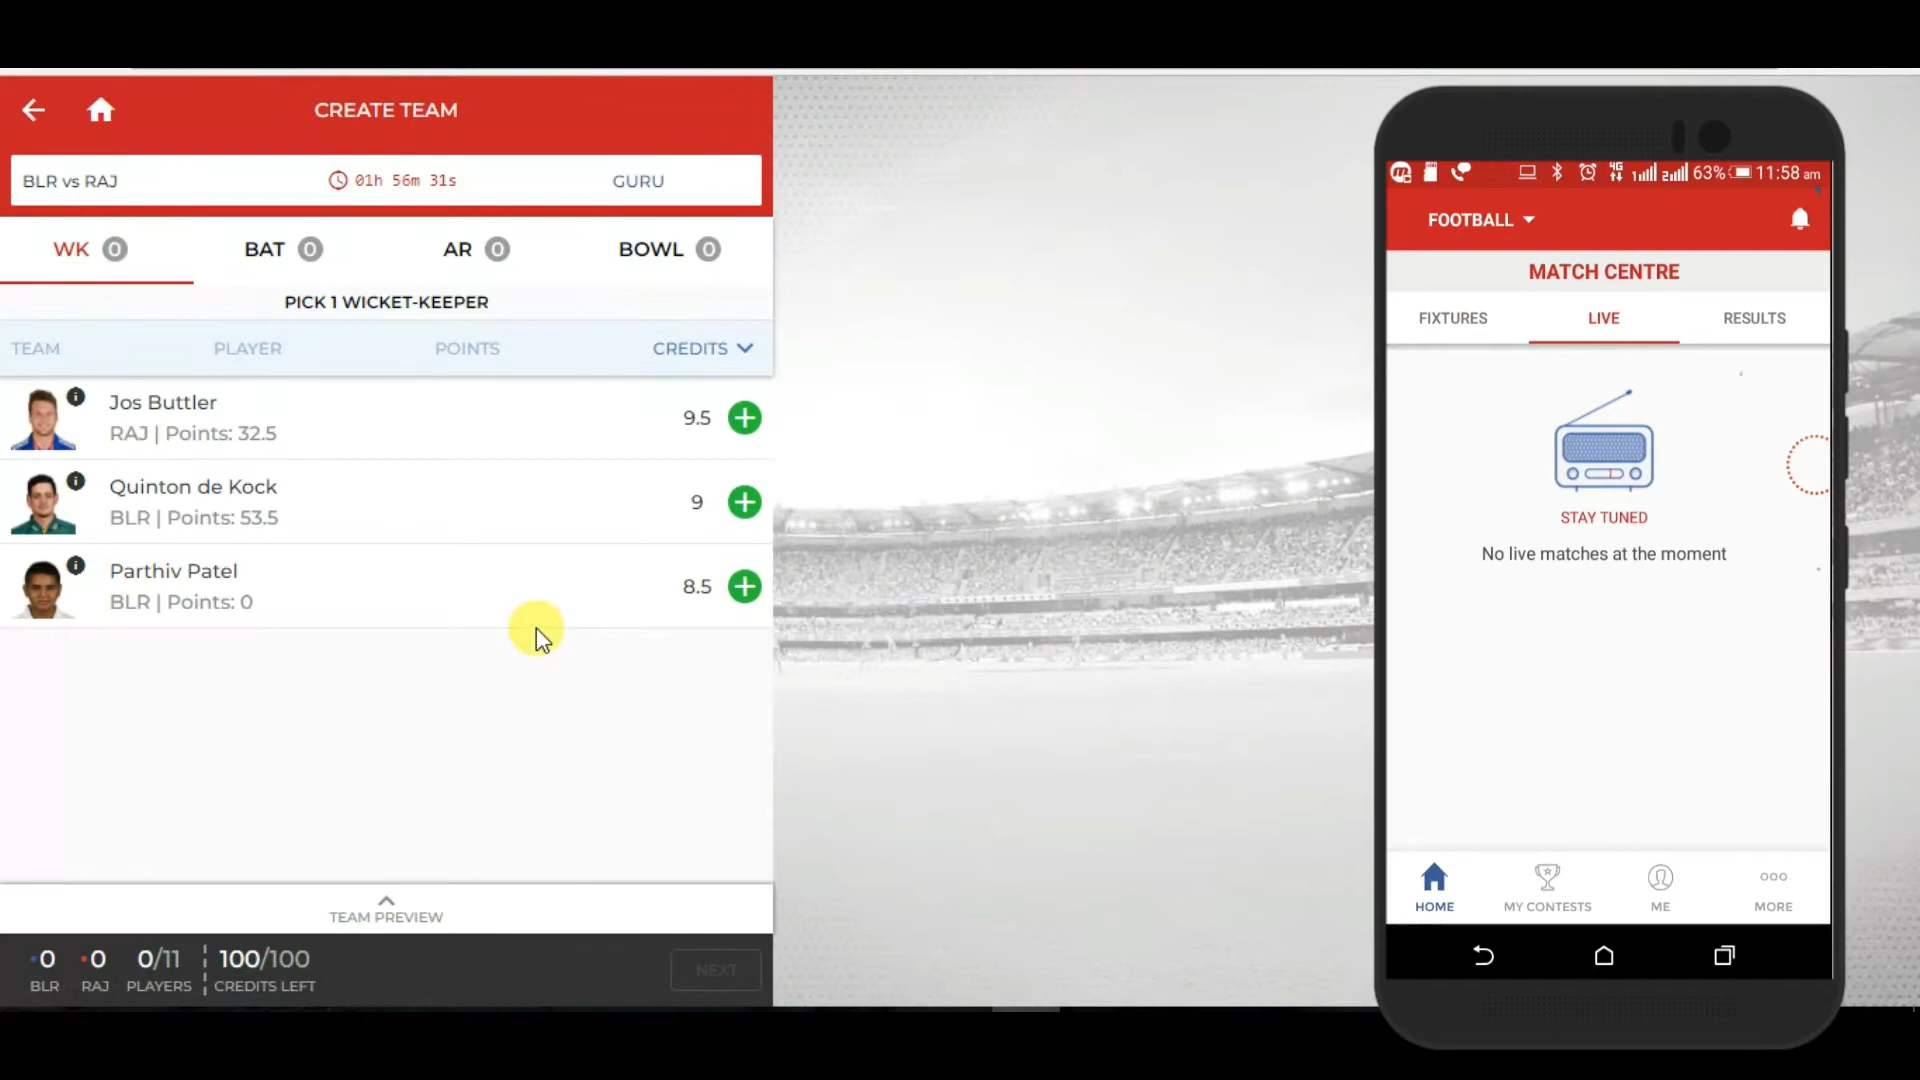 CREATE TEAM
BLR vs RAJ 01h 56m 31s GURU
WK 0 BAT 0 AR 0 BOWL 0
PICK 1 WICKET-KEEPER
TEAM PLAYER POINTS CREDITS
i Jos Buttler
RAJ | Points: 32.5
9.5
i Quinton de Kock
BLR | Points: 53.5
9
i Parthiv Patel
BLR | Points: 0
8.5
TEAM PREVIEW
0 0 0/11 100/100
BLR RAJ PLAYERS CREDITS LEFT
NEXT
4G 1 2 63% 11:58 am
FOOTBALL
MATCH CENTRE
FIXTURES LIVE RESULTS
STAY TUNED
No live matches at the moment
HOME MY CONTESTS ME MORE